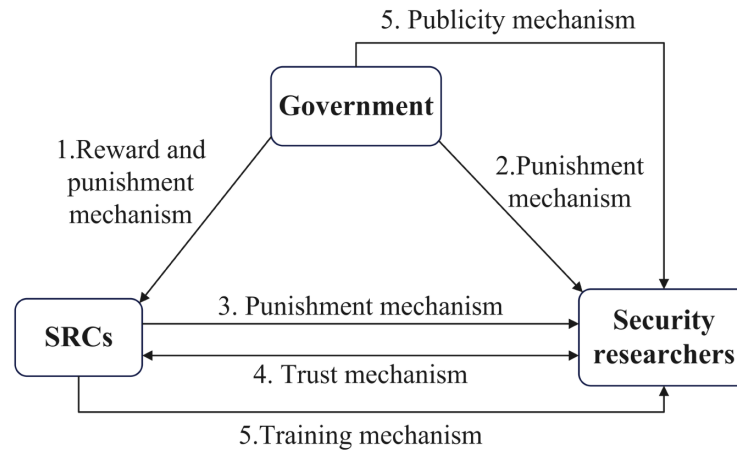 5. Publicity mechanism
Government
1.Reward and
punishment
mechanism
2.Punishment
mechanism
3. Punishment mechanism
SRCs
Security
researchers
4. Trust mechanism
5.Training mechanism